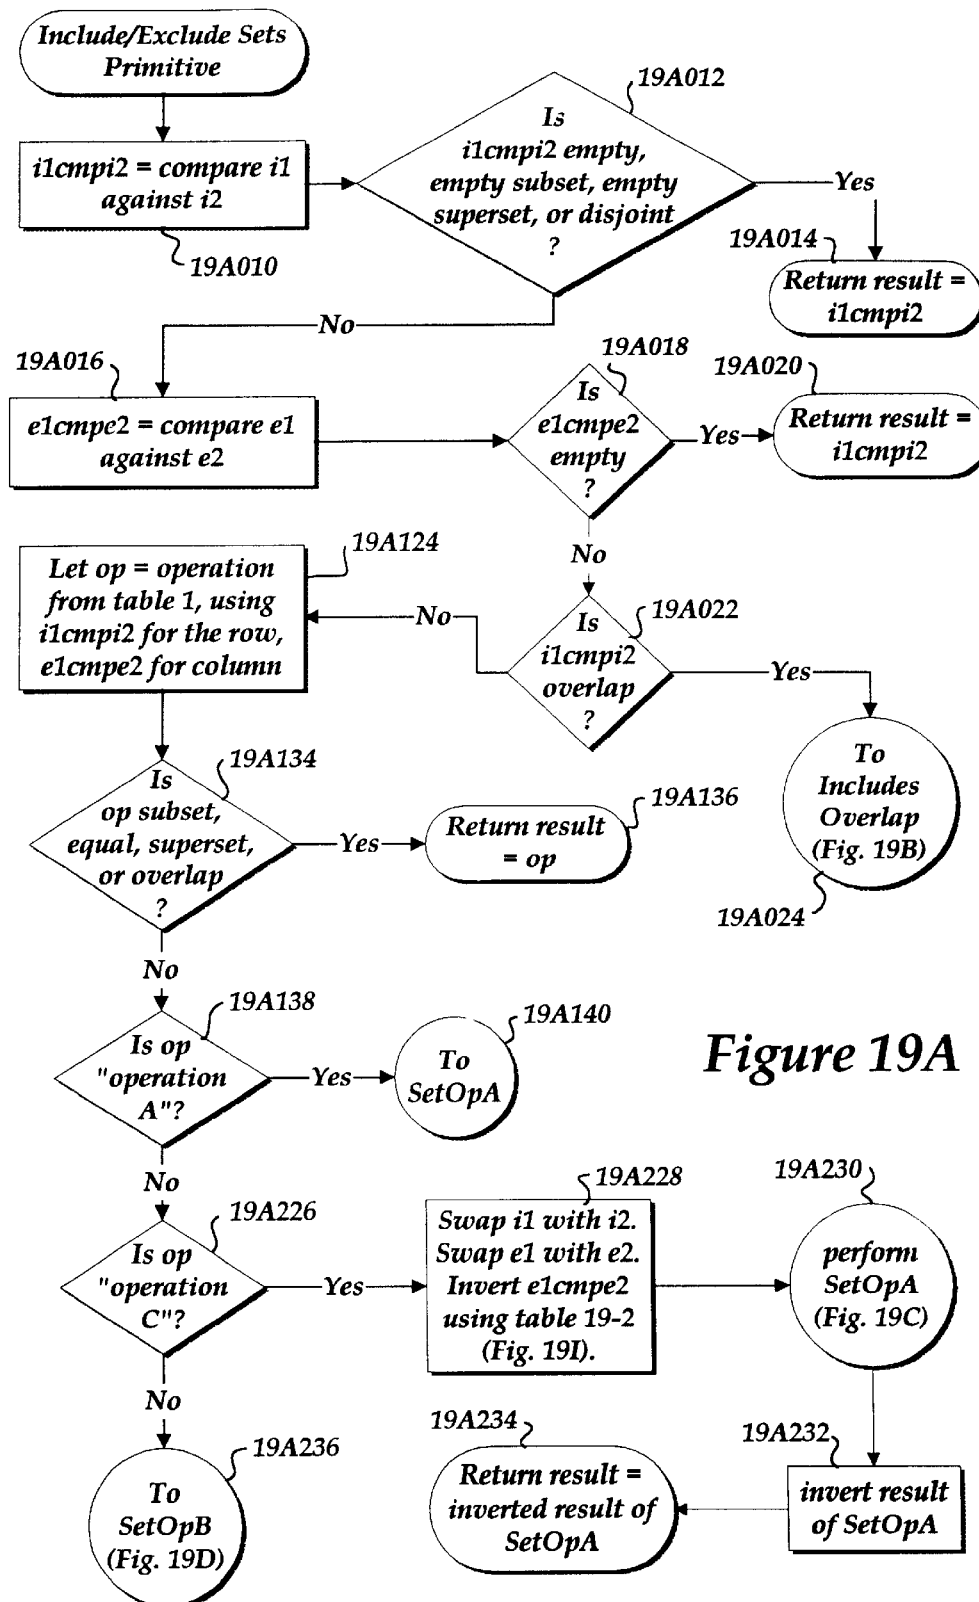 Include/Exclude Sets
Primitive
19A012
Is
i1cmpi2 empty,
empty subset, empty
superset, or disjoint
?
i1cmpi2 = compare i1
against i2
19A010
Yes
19A014
Return result =
i1cmpi2
No
19A016
e1cmpe2 = compare e1
against e2
19A018
Is
e1cmpe2
empty
?
Yes
19A020
Return result =
i1cmpi2
No
19A124
Let op = operation
from table 1, using
i1cmpi2 for the row,
e1cmpe2 for column
No
19A022
Is
i1cmpi2
overlap
?
Yes
To
Includes
Overlap
(Fig. 19B)
19A024
19A134
Is
op subset,
equal, superset,
or overlap
?
Yes
19A136
Return result
= op
No
19A138
Is op
"operation
A"?
Yes
19A140
To
SetOpA
Figure 19A
No
19A226
Is op
"operation
C"?
Yes
19A228
Swap i1 with i2.
Swap e1 with e2.
Invert e1cmpe2
using table 19-2
(Fig. 19I).
19A230
perform
SetOpA
(Fig. 19C)
No
19A236
To
SetOpB
(Fig. 19D)
19A234
Return result =
inverted result of
SetOpA
19A232
invert result
of SetOpA